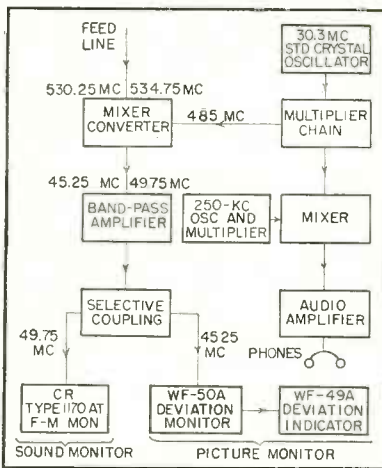 FEED
LINE
530.25 MC 534.75 MC
MIXER
CONVERTER
485 MC
30.3 MC
STD CRYSTAL
OSCILLATOR
MULTIPLIER
CHAIN
45.25 MC 49.75 MC
BAND-PASS
AMPLIFIER
250-KC
OSC AND
MULTIPLIER
MIXER
SELECTIVE
COUPLING
AUDIO
AMPLIFIER
PHONES
49.75
MC
45.25
MC
CR
TYPE 1170 AT
F-M MON
WF-50A
DEVIATION
MONITOR
WF-49A
DEVIATION
INDICATOR
SOUND MONITOR
PICTURE MONITOR